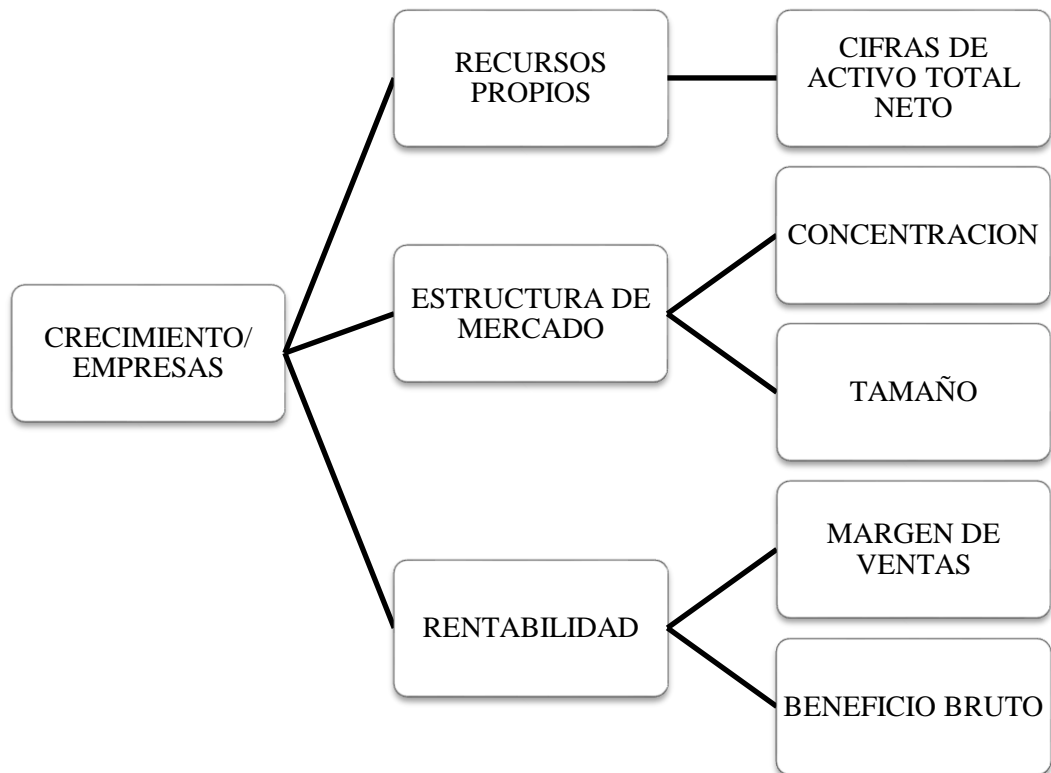 RECURSOS
PROPIOS
CIFRAS DE
ACTIVO TOTAL
NETO
CONCENTRACION
ESTRUCTURA DE
MERCADO
CRECIMIENTO/
EMPRESAS
TAMAÑO
MARGEN DE
VENTAS
RENTABILIDAD
BENEFICIO BRUTO